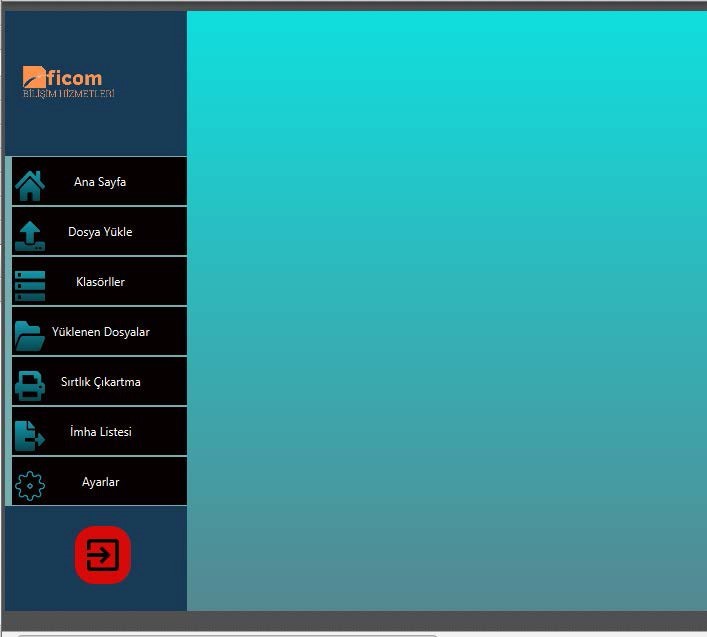 ficom
BİLİŞİM HİZMETLERİ
Ana Sayfa
Dosya Yükle
Klasörller
Yüklenen Dosyalar
Sırtlık Çıkartma
İmha Listesi
Ayarlar